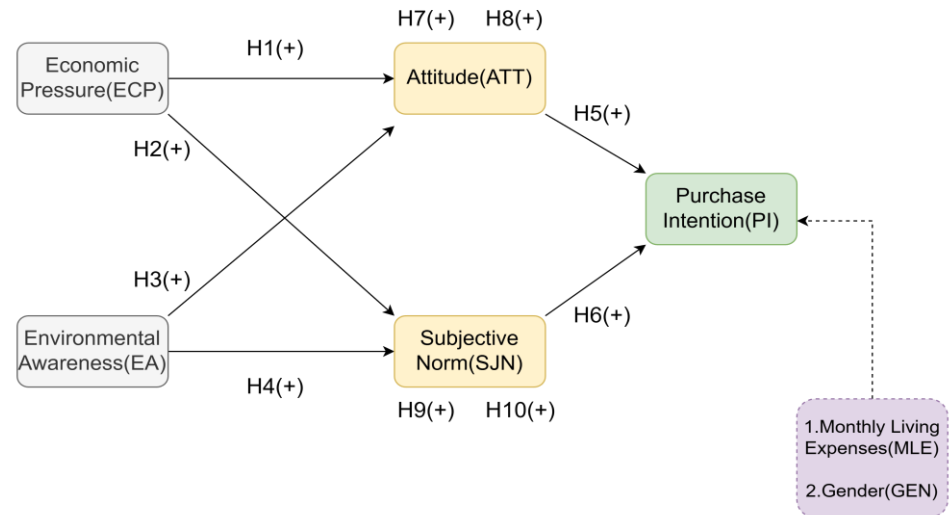 H7(+) H8(+)
Economic
Pressure(ECP)
H1(+)
Attitude(ATT)
H2(+)
H5(+)
Purchase
Intention(PI)
H3(+)
H6(+)
Environmental
Awareness(EA)
Subjective
Norm(SJN)
H4(+)
H9(+) H10(+)
1.Monthly Living
Expenses(MLE)
2.Gender(GEN)